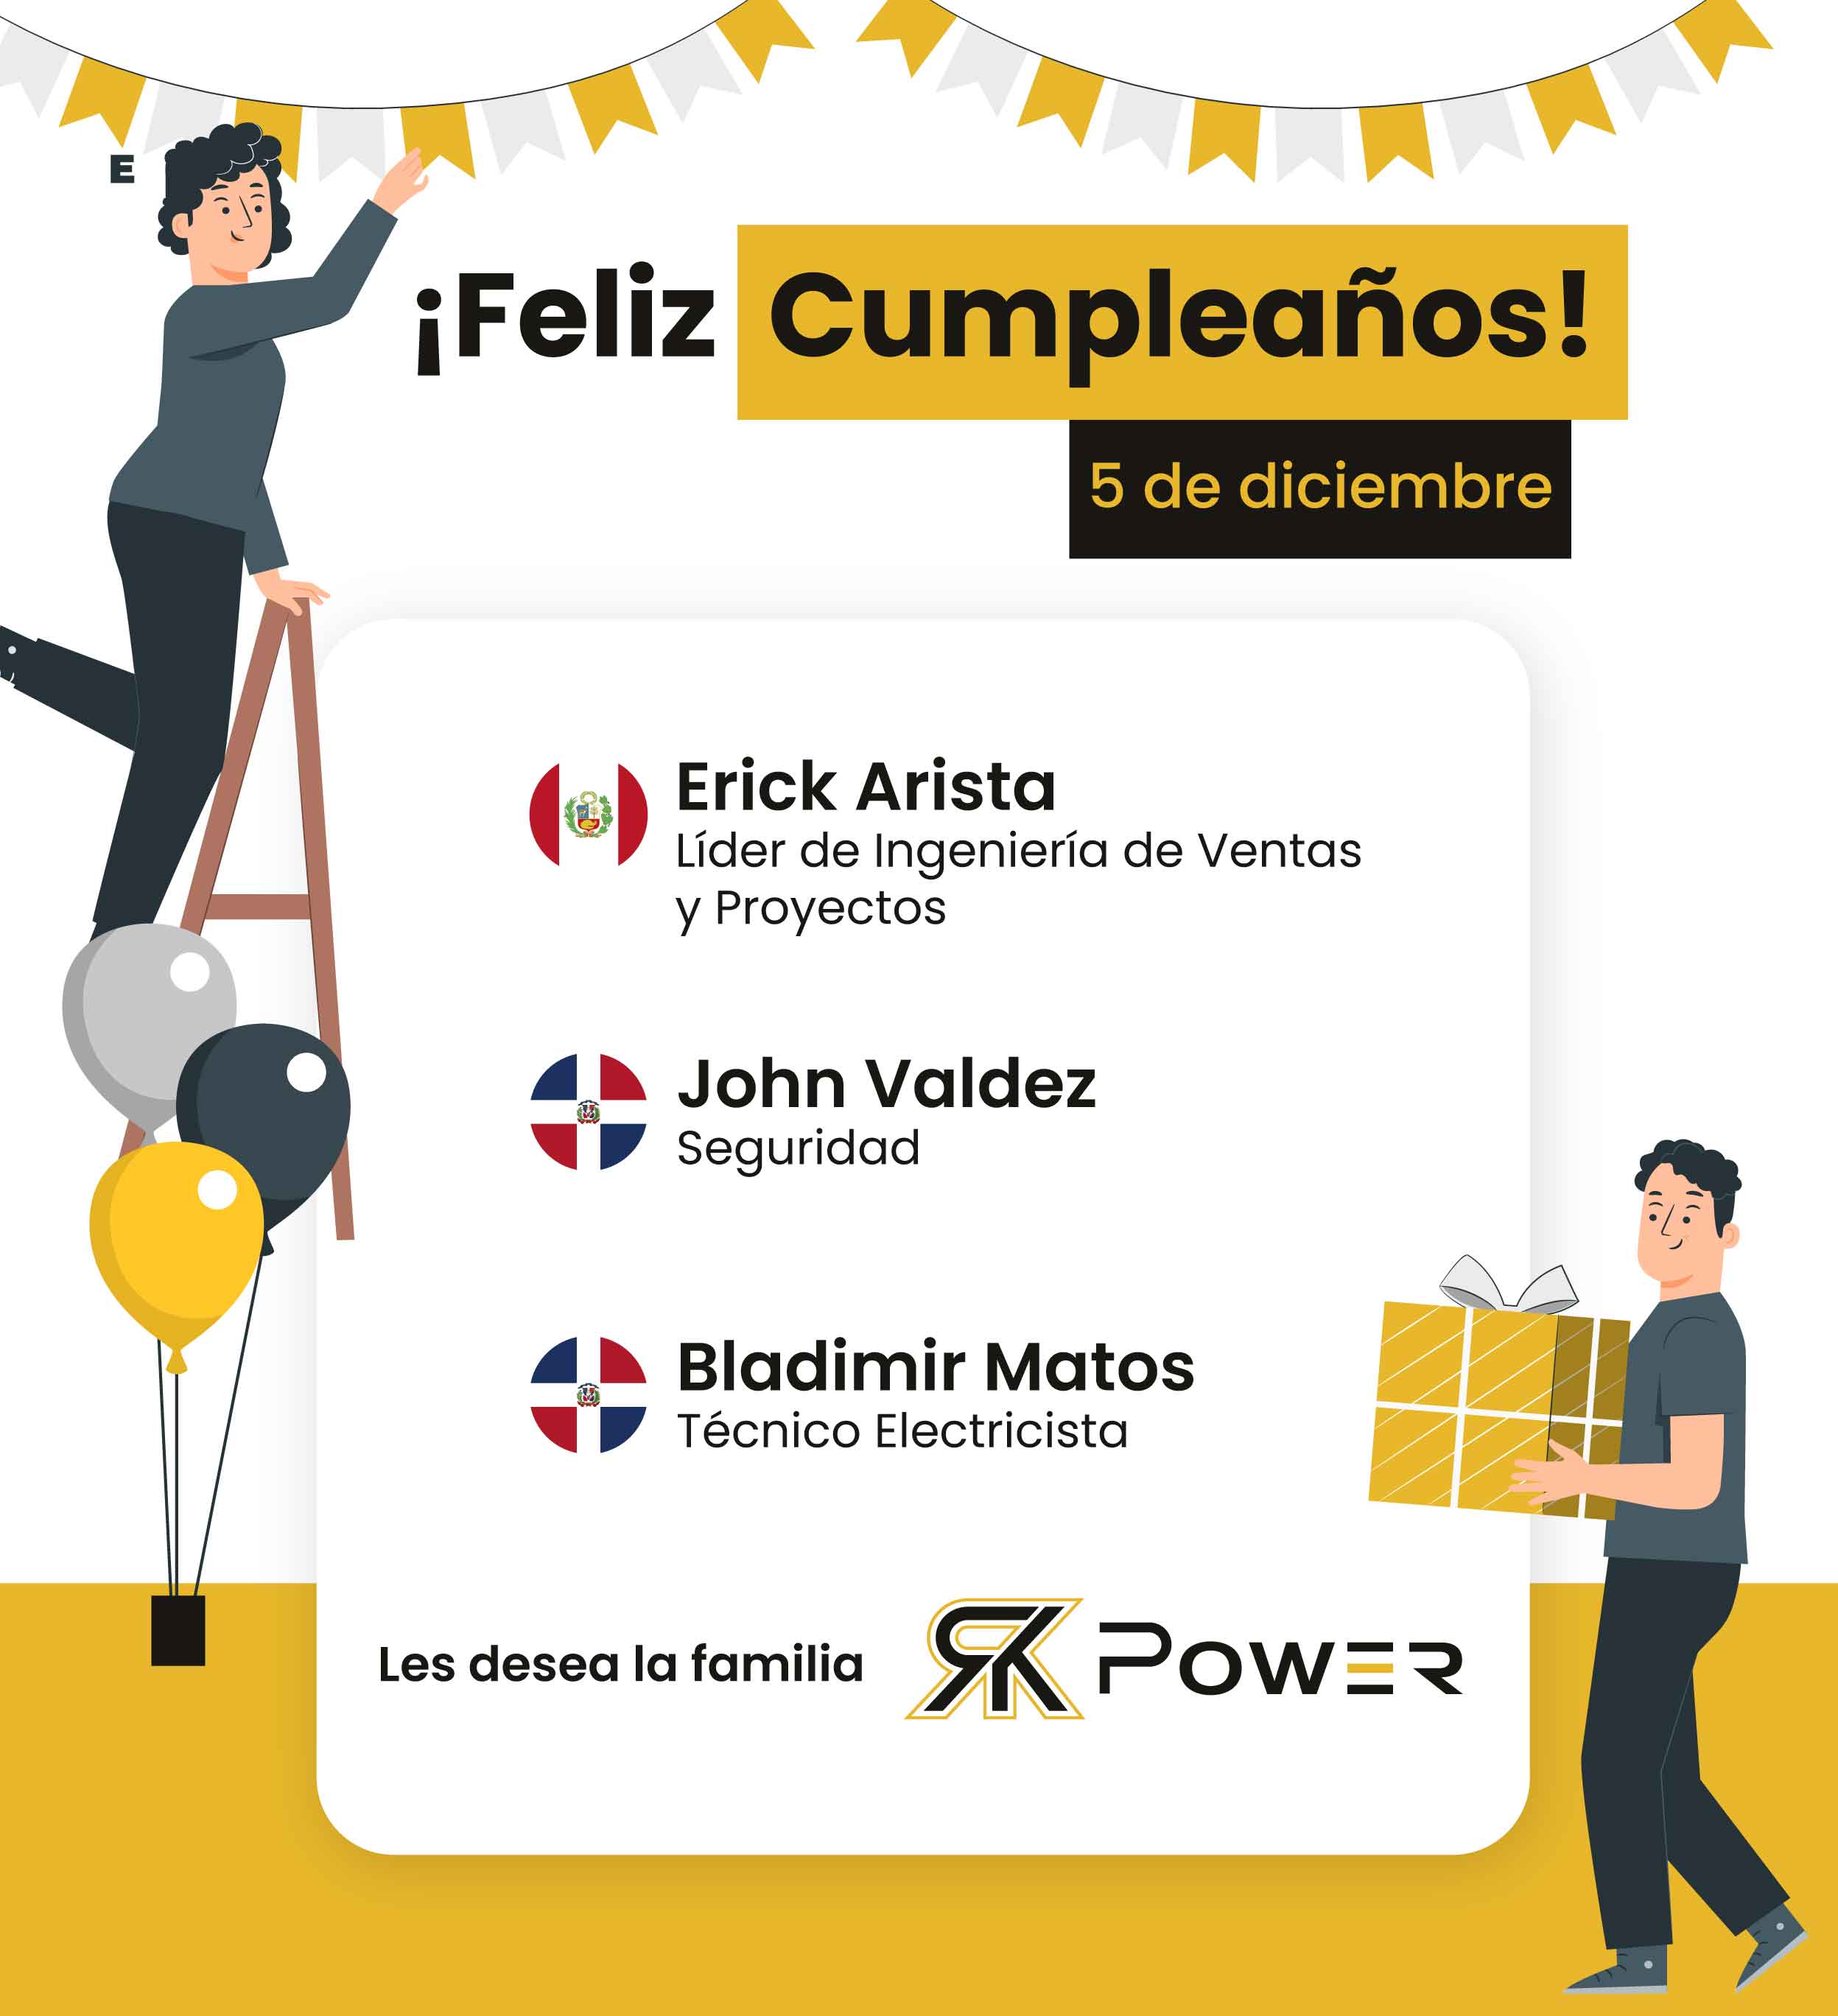 E
¡Feliz Cumpleaños!
5 de diciembre
Erick Arista
Líder de Ingeniería de Ventas
y Proyectos
John Valdez
Seguridad
Bladimir Matos
Técnico Electricista
Les desea la familia RK POWER